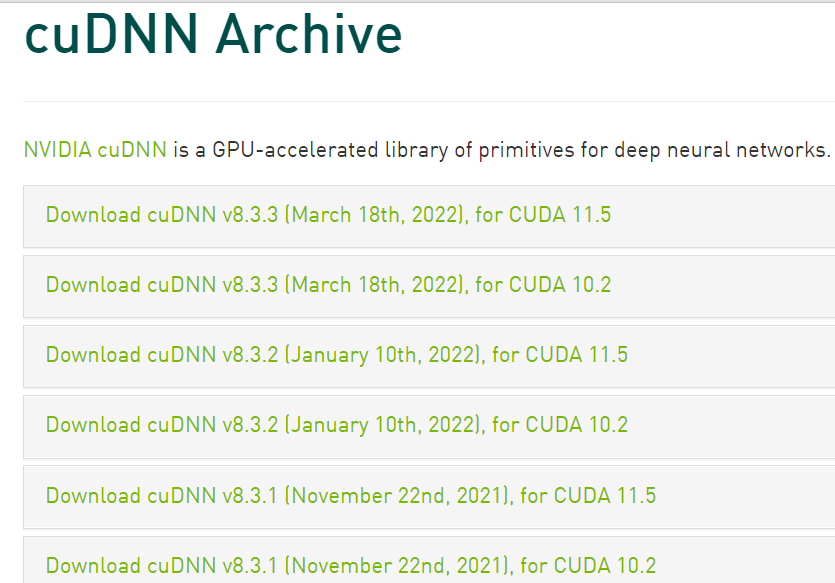 cuDNN Archive
NVIDIA cuDNN is a GPU-accelerated library of primitives for deep neural networks.
Download cuDNN v8.3.3 (March 18th, 2022), for CUDA 11.5
Download cuDNN v8.3.3 (March 18th, 2022), for CUDA 10.2
Download cuDNN v8.3.2 (January 10th, 2022), for CUDA 11.5
Download cuDNN v8.3.2 (January 10th, 2022), for CUDA 10.2
Download cuDNN v8.3.1 (November 22nd, 2021), for CUDA 11.5
Download cuDNN v8.3.1 (November 22nd, 2021), for CUDA 10.2